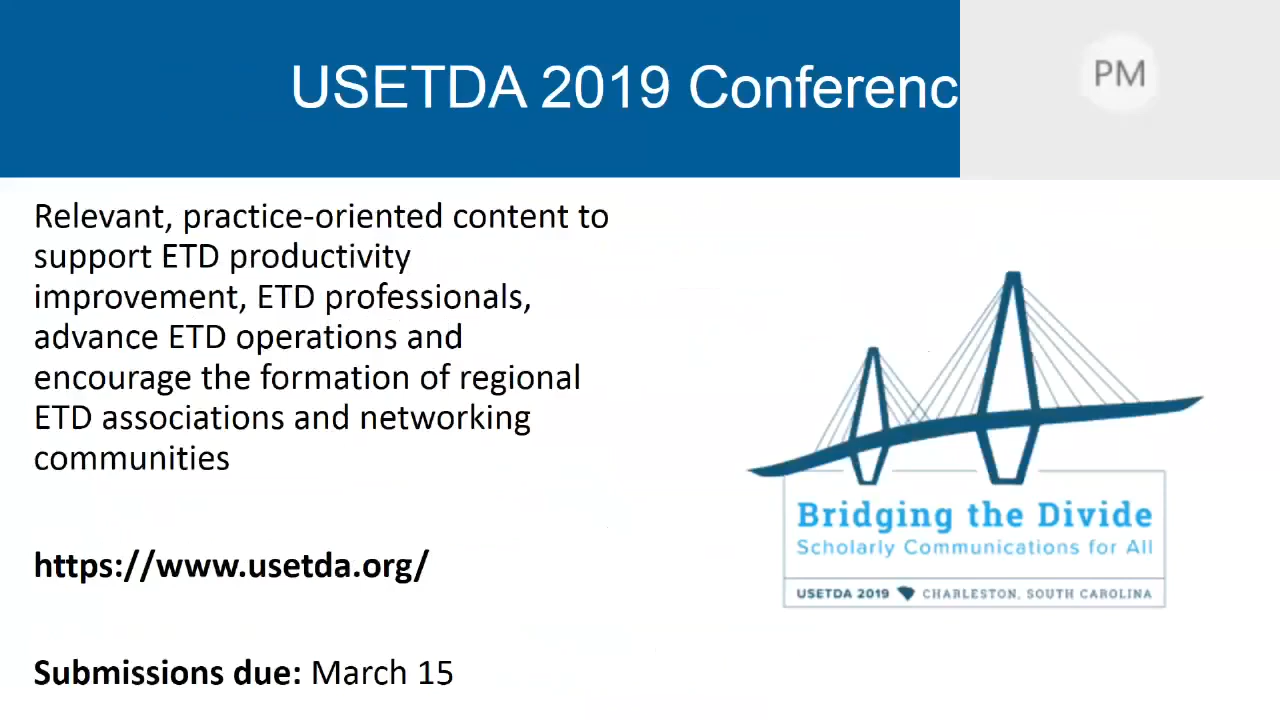 USETDA 2019 Conferenc
PM
Relevant, practice-oriented content to
support ETD productivity
improvement, ETD professionals,
advance ETD operations and
encourage the formation of regional
ETD associations and networking
communities
https://www.usetda.org/
Submissions due: March 15
Bridging the Divide
Scholarly Communications for All
USETDA 2019 CHARLESTON, SOUTH CAROLINA